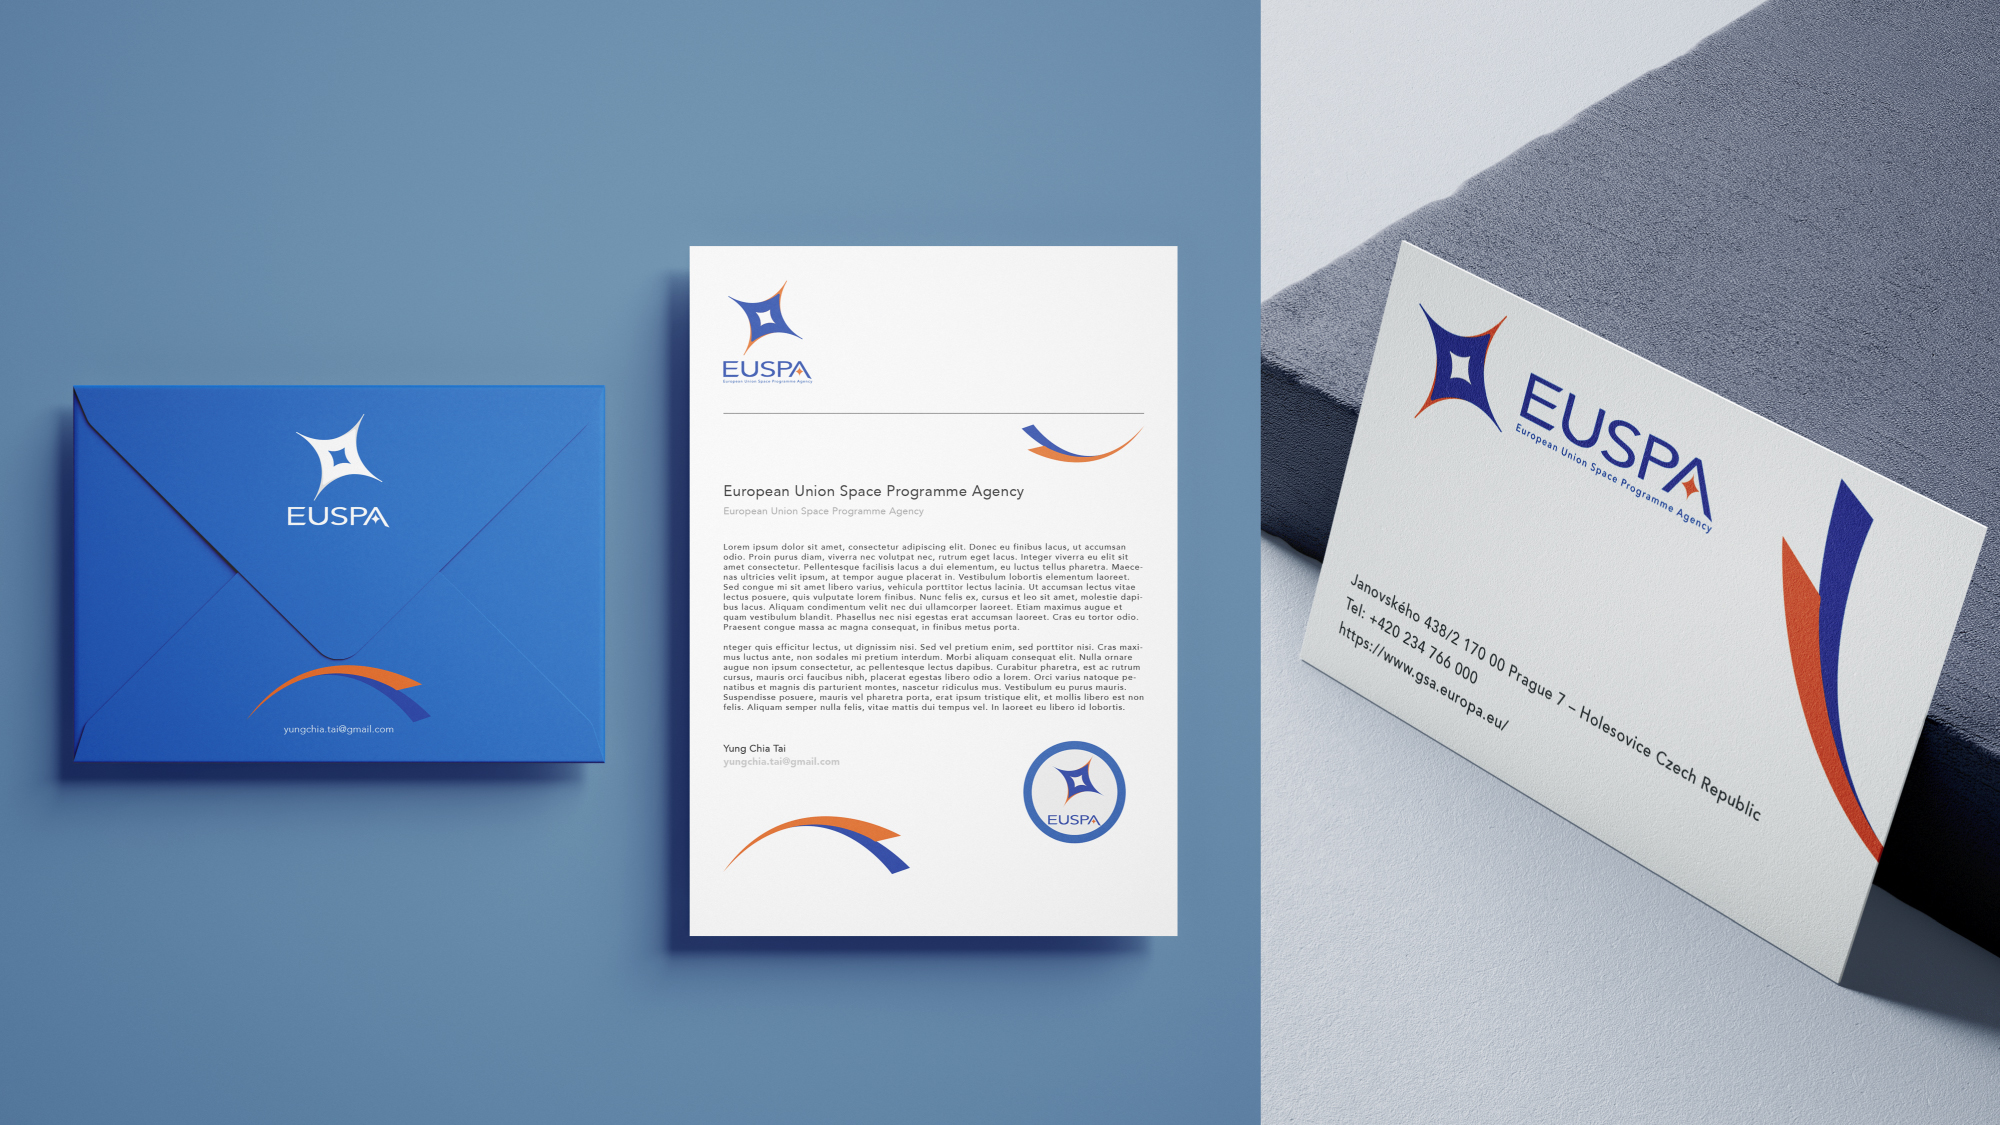 EUSPA
yungchia.tai@gmail.com
EUSPA
European Union Space Programme Agency
European Union Space Programme Agency
European Union Space Programme Agency
Lorem ipsum dolor sit amet, consectetur adipiscing elit. Donec eu finibus lacus, ut accumsan
odio. Proin purus diam, viverra nec volutpat nec, rutrum eget lacus. Integer viverra eu elit sit
amet consectetur. Pellentesque facilisis lacus a dui elementum, eu luctus tellus pharetra. Maece-
nas ultricies velit ipsum, at tempor augue placerat in. Vestibulum lobortis elementum laoreet.
Sed congue mi sit amet libero varius, vehicula porttitor lectus lacinia. Ut accumsan lectus vitae
lectus posuere, quis vulputate lorem finibus. Nunc felis ex, cursus et leo sit amet, molestie dapi-
bus lacus. Aliquam condimentum velit nec dui ullamcorper laoreet. Etiam maximus augue et
quam vestibulum blandit. Phasellus nec nisi egestas erat accumsan laoreet. Cras eu tortor odio.
Praesent congue massa ac magna consequat, in finibus metus porta.
nteger quis efficitur lectus, ut dignissim nisi. Sed vel pretium enim, sed porttitor nisi. Cras maxi-
mus luctus ante, non sodales mi pretium interdum. Morbi aliquam consequat elit. Nulla ornare
augue non ipsum consectetur, ac pellentesque lectus dapibus. Curabitur pharetra, est ac rutrum
cursus, mauris orci faucibus nibh, placerat egestas libero odio a lorem. Orci varius natoque pe-
natibus et magnis dis parturient montes, nascetur ridiculus mus. Vestibulum eu purus mauris.
Suspendisse posuere, mauris vel pharetra porta, erat ipsum tristique elit, et mollis libero est non
felis. Aliquam semper nulla felis, vitae mattis dui tempus vel. In laoreet eu libero id lobortis.
Yung Chia Tai
yungchia.tai@gmail.com
EUSPA
EUSPA
European Union Space Programme Agency
Janovského 438/2 170 00 Prague 7 – Holesovice Czech Republic
Tel: +420 234 766 000
https://www.gsa.europa.eu/